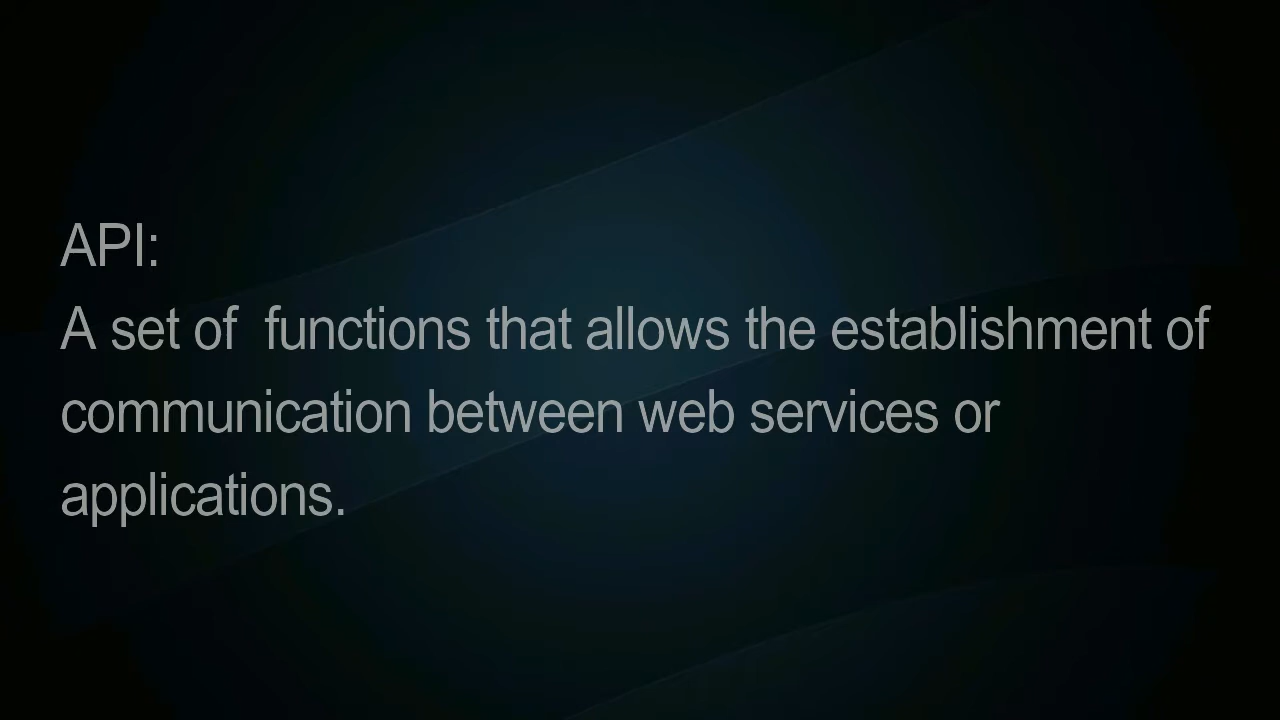 API:
A set of  functions that allows the establishment of
communication between web services or
applications.